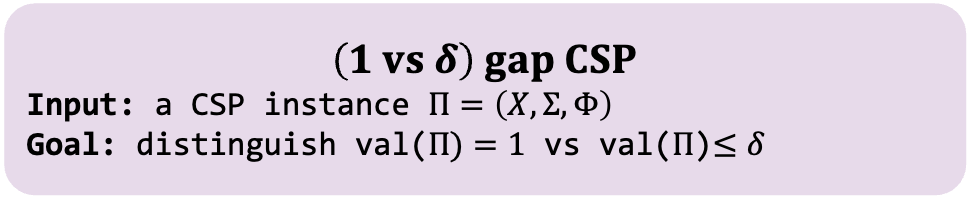 (1 vs δ) gap CSP
Input: a CSP instance Π = (X, Σ, Φ)
Goal: distinguish val(Π) = 1 vs val(Π)≤ δ